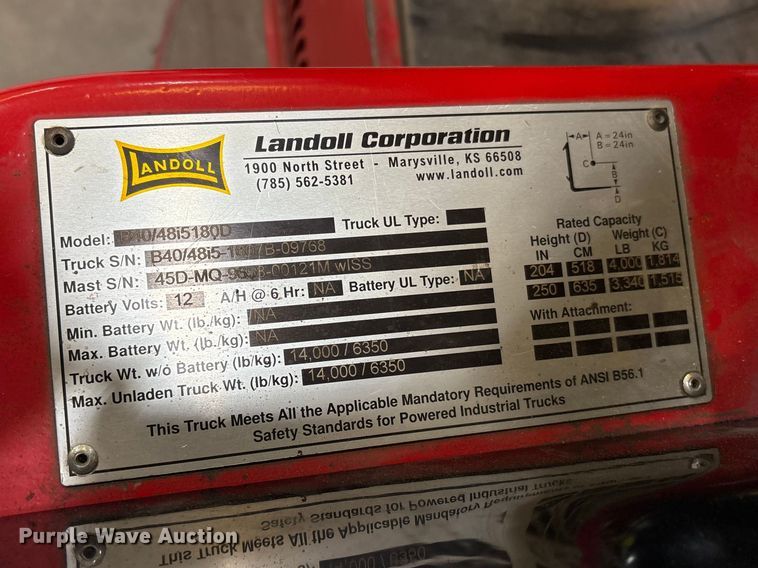 LANDOLL
Landoll Corporation
1900 North Street - Marysville, KS 66508
(785) 562-5381
www.landoll.com
A
A = 24in
B = 24in
C
B
D
Model: 40/48i5180D
Truck UL Type:
Truck S/N:
Mast S/N: wISS
Battery Volts: 12 A/H @ 6 Hr: NA Battery UL Type: NA
Min. Battery Wt. (lb./kg): NA
Max. Battery Wt. (lb./kg): NA
Truck Wt. w/o Battery (lb/kg): 14,000 / 6350
Max. Unladen Truck Wt. (lb/kg): 14,000 / 6350
Rated Capacity
Height (D) Weight (C)
IN CM LB KG
204 518 4,000 1,814
250 635 3,340 1,515
With Attachment:
This Truck Meets All the Applicable Mandatory Requirements of ANSI B56.1
Safety Standards for Powered Industrial Trucks
Purple Wave Auction